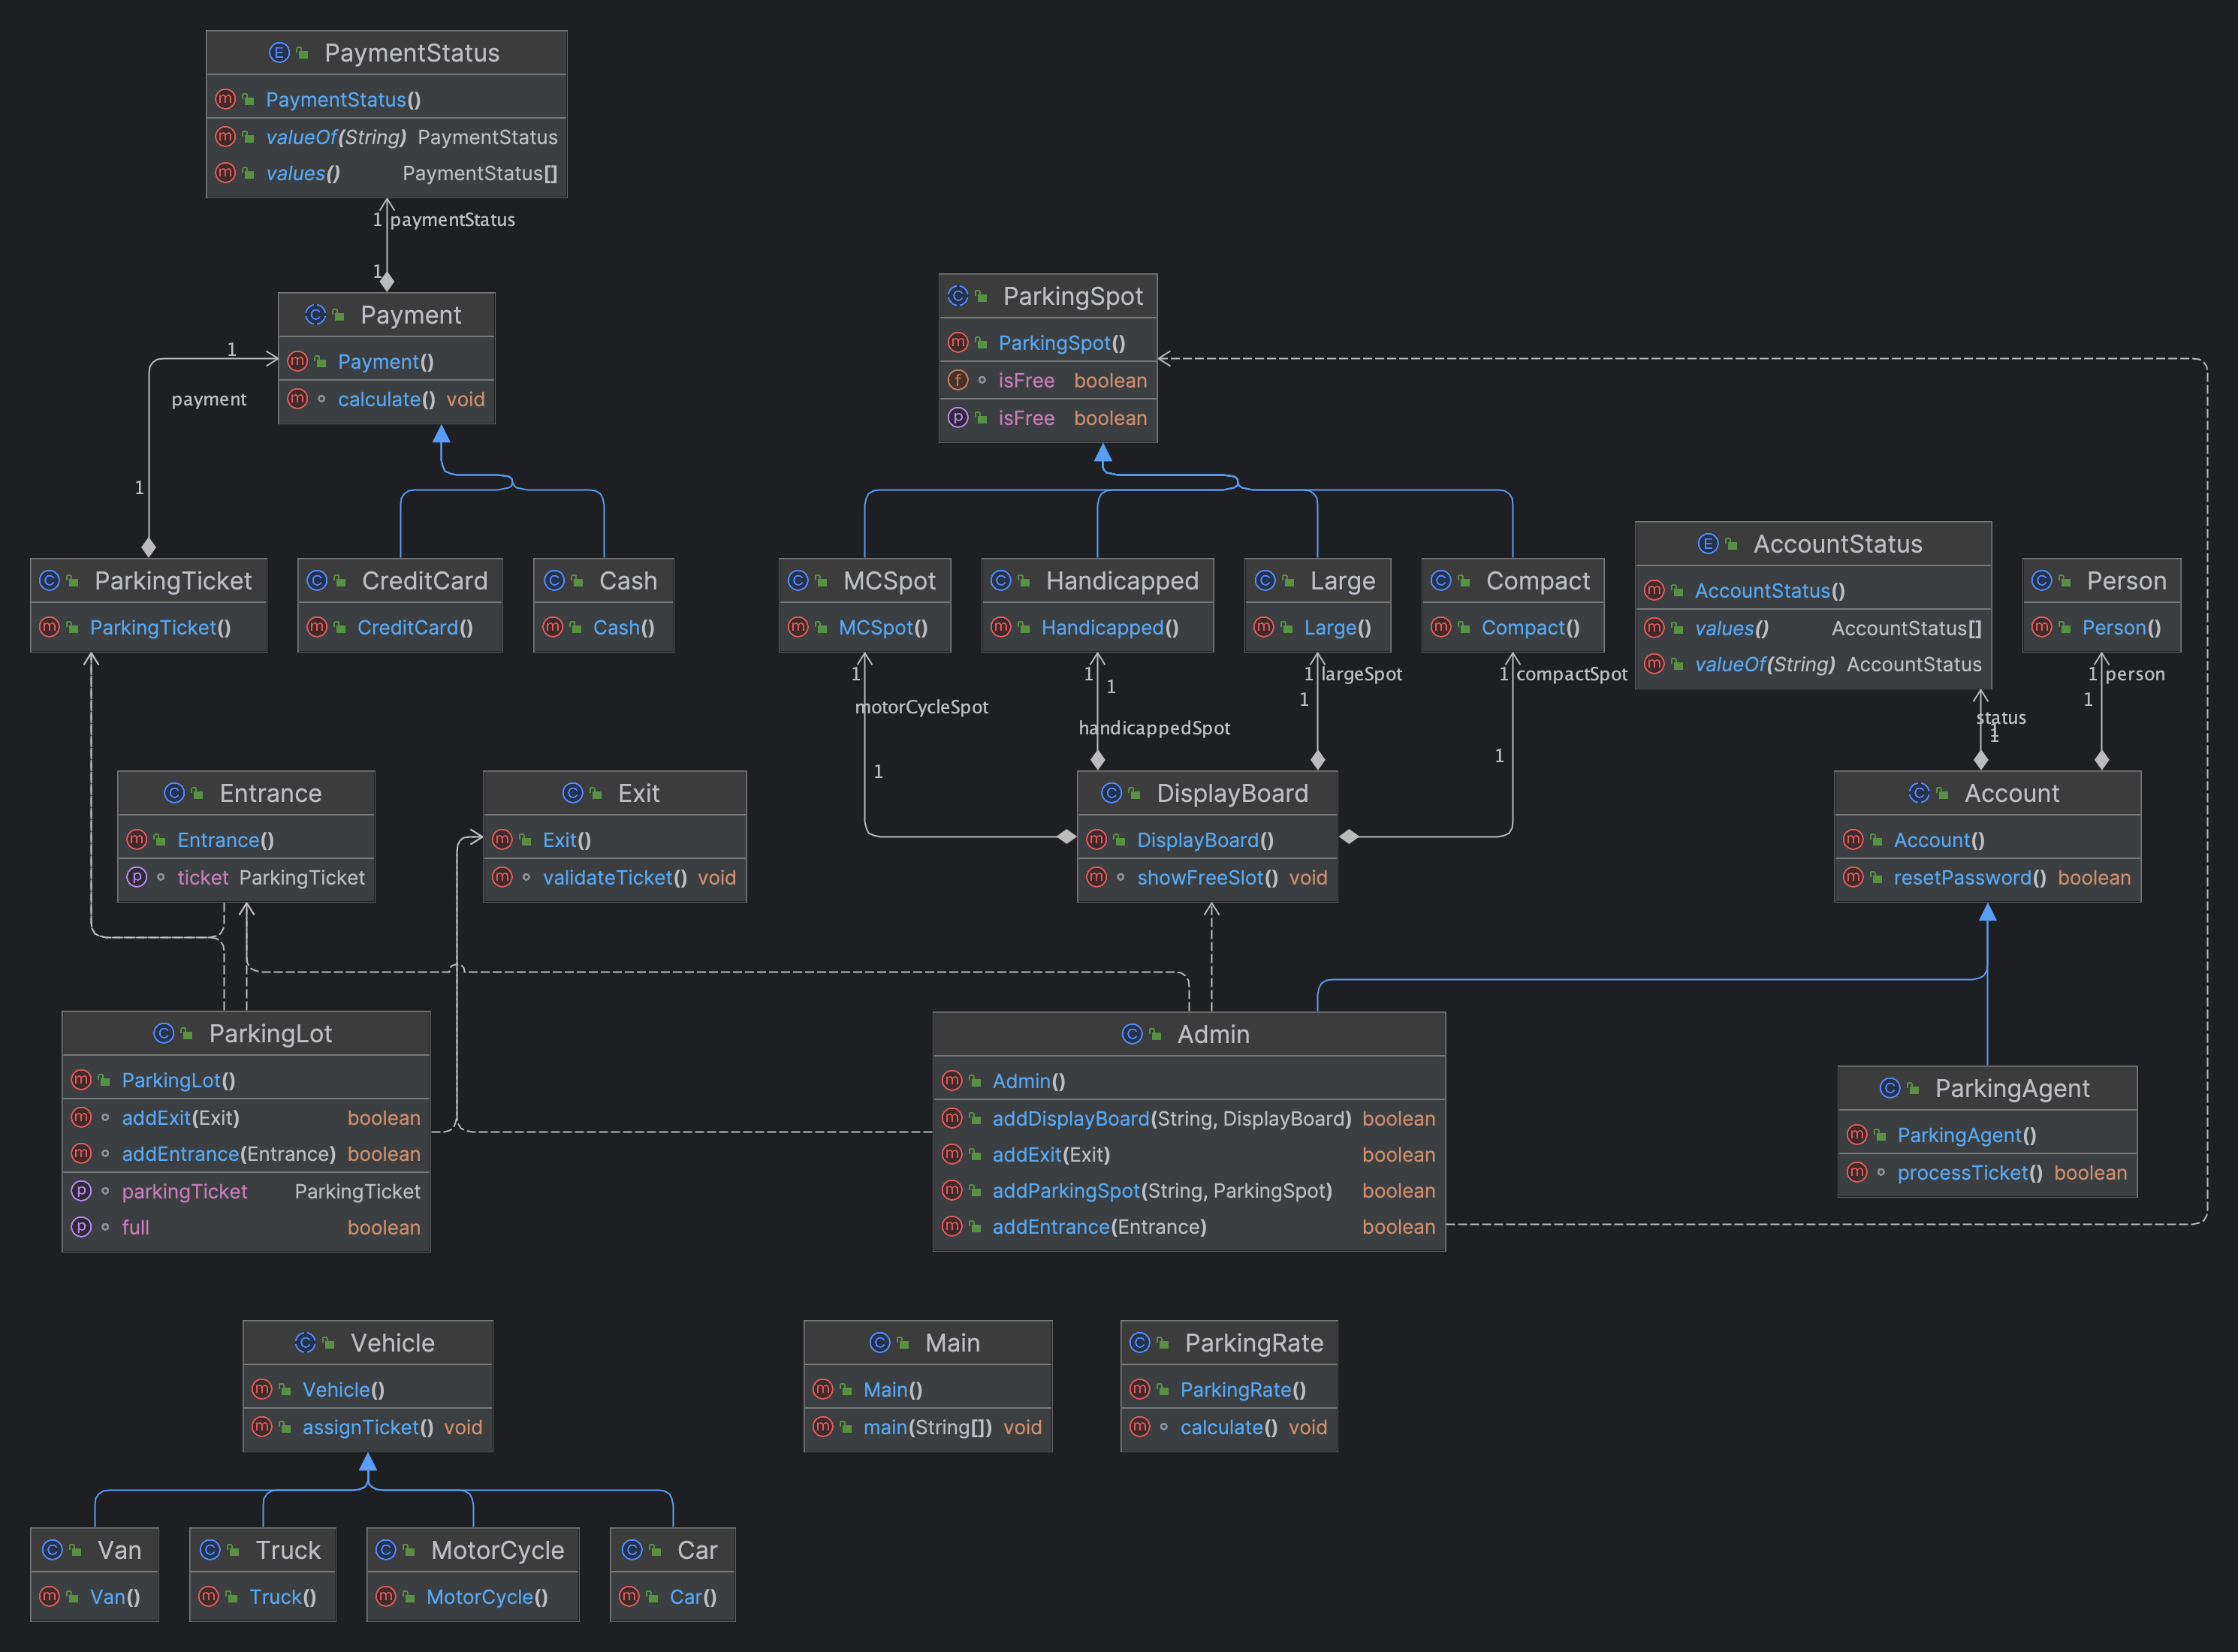 PaymentStatus
PaymentStatus()
valueOf(String) PaymentStatus
values() PaymentStatus[]
1 paymentStatus
1
Payment
Payment()
calculate() void
1
payment
1
ParkingSpot
ParkingSpot()
isFree boolean
isFree boolean
ParkingTicket
ParkingTicket()
CreditCard
CreditCard()
Cash
Cash()
MCSpot
MCSpot()
Handicapped
Handicapped()
Large
Large()
Compact
Compact()
AccountStatus
AccountStatus()
values() AccountStatus[]
valueOf(String) AccountStatus
Person
Person()
1
motorCycleSpot
1
1
1
handicappedSpot
1 largeSpot
1
1 compactSpot
1
status
1
1
1 person
1
Entrance
Entrance()
ticket ParkingTicket
Exit
Exit()
validateTicket() void
DisplayBoard
DisplayBoard()
showFreeSlot() void
Account
Account()
resetPassword() boolean
ParkingLot
ParkingLot()
addExit(Exit) boolean
addEntrance(Entrance) boolean
parkingTicket ParkingTicket
full boolean
Admin
Admin()
addDisplayBoard(String, DisplayBoard) boolean
addExit(Exit) boolean
addParkingSpot(String, ParkingSpot) boolean
addEntrance(Entrance) boolean
ParkingAgent
ParkingAgent()
processTicket() boolean
Vehicle
Vehicle()
assignTicket() void
Main
Main()
main(String[]) void
ParkingRate
ParkingRate()
calculate() void
Van
Van()
Truck
Truck()
MotorCycle
MotorCycle()
Car
Car()